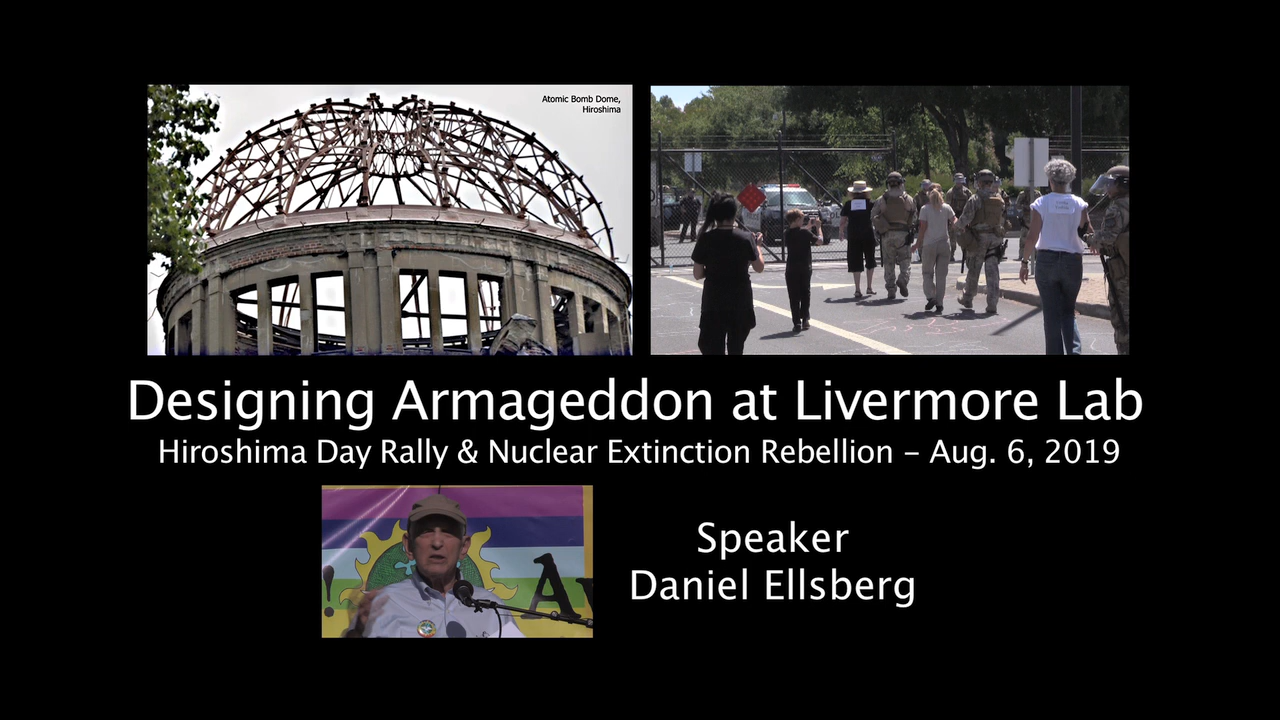 Atomic Bomb Dome,
Hiroshima
Designing Armageddon at Livermore Lab
Hiroshima Day Rally & Nuclear Extinction Rebellion – Aug. 6, 2019
Speaker
Daniel Ellsberg